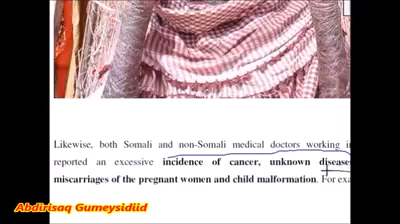 Likewise, both Somali and non-Somali medical doctors working i
reported an excessive incidence of cancer, unknown diseases
miscarriages of the pregnant women and child malformation. For exa
Abdirisaq Gumeysidiid